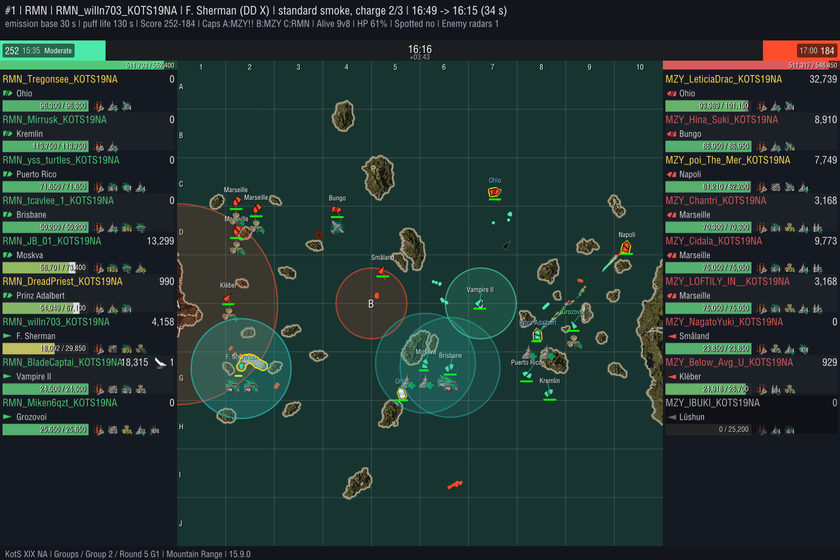 #1 | RMN | RMN_willn703_KOTS19NA | F. Sherman (DD X) | standard smoke, charge 2/3 | 16:49 -> 16:15 (34 s)
emission base 30 s | puff life 130 s | Score 252-184 | Caps A:MZY!! B:MZY C:RMN | Alive 9v8 | HP 61% | Spotted no | Enemy radars 1
252 15:35 Moderate
16:16
+03:43
17:00 184
RMN_Tregonsee_KOTS19NA 0
Ohio
RMN_Mirrusk_KOTS19NA 0
Kremlin
RMN_yss_turtles_KOTS19NA 0
Puerto Rico
RMN_tcavlee_1_KOTS19NA 0
Brisbane
RMN_JB_01_KOTS19NA 13,299
Moskva
RMN_DreadPriest_KOTS19NA 990
Prinz Adalbert
RMN_willn703_KOTS19NA 4,158
F. Sherman
RMN_BladeCaptai_KOTS19NA 18,315 1
Vampire II
RMN_Miken6qzt_KOTS19NA 0
Grozovoi
1 2 3 4 5 6 7 8 9 10
A
B
C
D
E
F
G
H
I
J
Marseille
Marseille
Bungo
Ohio
Napoli
Småland
Kléber
B
Vampire II
Grozovoi
Prinz Adalbert
Puerto Rico
Kremlin
Brisbane
MZY_LeticiaDrac_KOTS19NA 32,739
Ohio
MZY_Hina_Suki_KOTS19NA 8,910
Bungo
MZY_poi_The_Mer_KOTS19NA 7,749
Napoli
MZY_Chantri_KOTS19NA 3,168
Marseille
MZY_Cidala_KOTS19NA 9,773
Marseille
MZY_LOFTILY_IN__KOTS19NA 3,168
Marseille
MZY_NagatoYuki_KOTS19NA 0
Småland
MZY_Below_Avg_U_KOTS19NA 929
Kléber
MZY_IBUKI_KOTS19NA 0
Lüshun
0 / 25,200
KotS XIX NA | Groups / Group 2 / Round 5 G1 | Mountain Range | 15.9.0